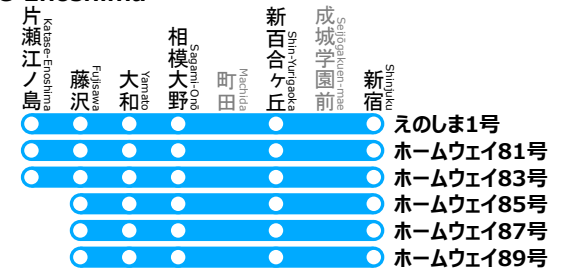 片瀬江ノ島
Katase-Enoshima
藤沢
Fujisawa
大和
Yamato
相模大野
Sagami-Ono
町田
Machida
新百合ヶ丘
Shin-Yurigaoka
成城学園前
Seijōgakuen-mae
新宿
Shinjuku
えのしま1号
ホームウェイ81号
ホームウェイ83号
ホームウェイ85号
ホームウェイ87号
ホームウェイ89号